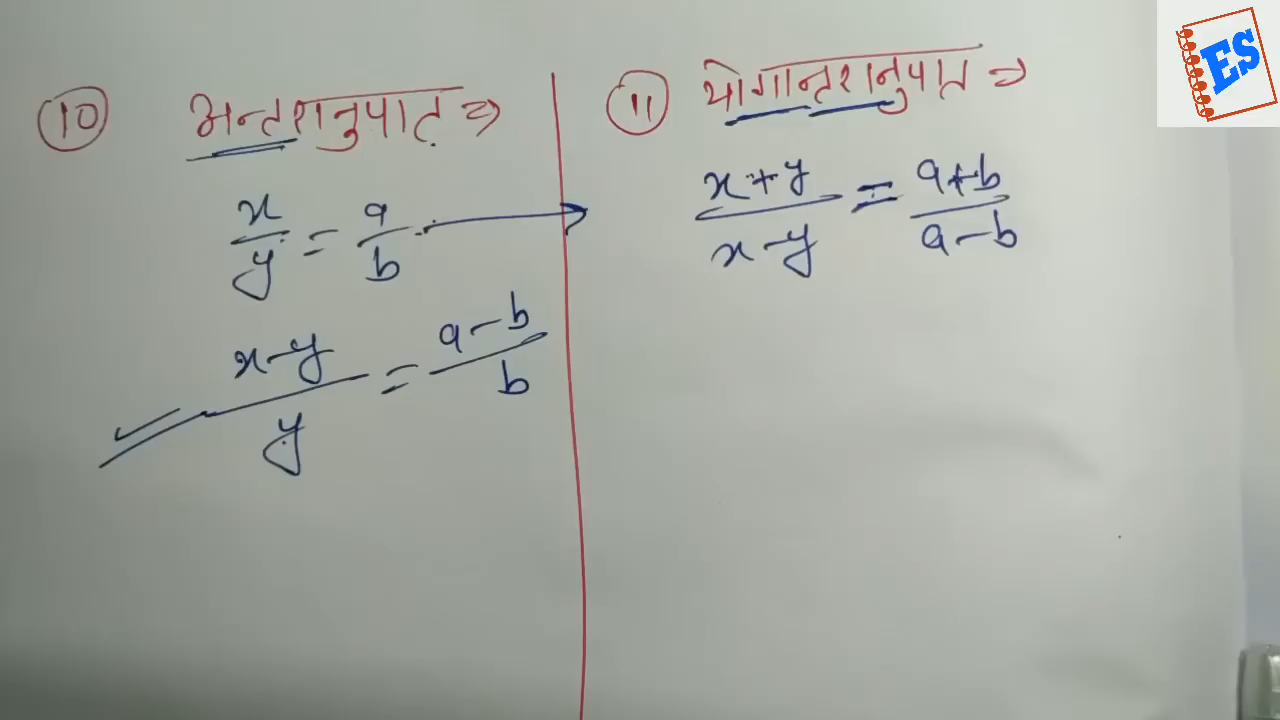 10 अन्तरानुपात ⇒
x/y = a/b →
x-y/y = a-b/b
11 योगान्तरानुपात ⇒
x+y/x-y = a+b/a-b
ES